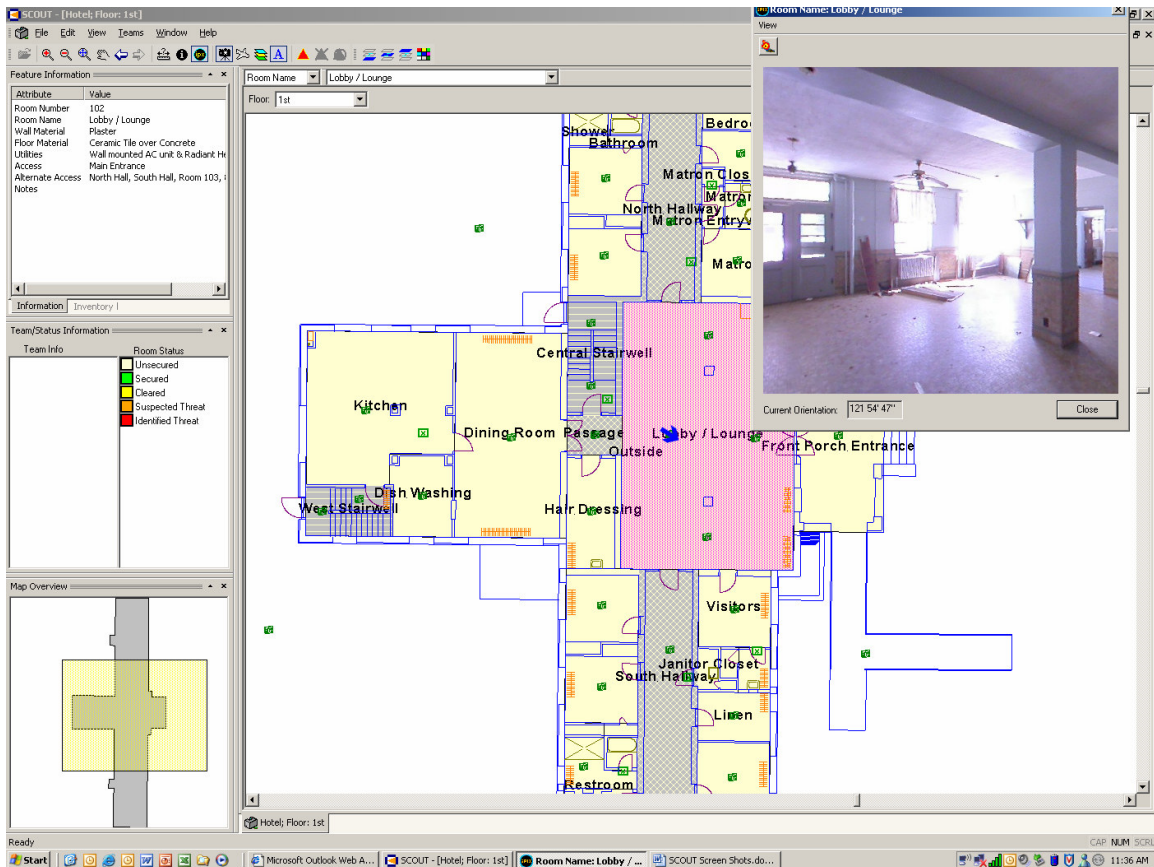 SCOUT - [Hotel; Floor: 1st]
File Edit View Teams Window Help
Feature Information
Attribute Value
Room Number 102
Room Name Lobby / Lounge
Wall Material Plaster
Floor Material Ceramic Tile over Concrete
Utilities Wall mounted AC unit & Radiant He
Access Main Entrance
Alternate Access North Hall, South Hall, Room 103,
Notes
Information Inventory
Team/Status Information
Team Info Room Status
Unsecured
Secured
Cleared
Suspected Threat
Identified Threat
Map Overview
Room Name Lobby / Lounge
Floor: 1st
Shower
Bathroom
Bedroo
Matron Clos
Matron
North Hallway
Matron Entryw
Matro
Central Stairwell
Kitchen
Dining Room Passage Lobby / Lounge
Outside Front Porch Entrance
Dish Washing
West Stairwell Hair Dressing
Visitors
Janitor Closet
South Hallway
Linen
Restroom
Hotel; Floor: 1st
Room Name: Lobby / Lounge
View
Current Orientation: 121 54' 47'' Close
Ready CAP NUM SCRL
Start Microsoft Outlook Web A... SCOUT - [Hotel; Floor: 1st] Room Name: Lobby / ... SCOUT Screen Shots.do... 11:36 AM